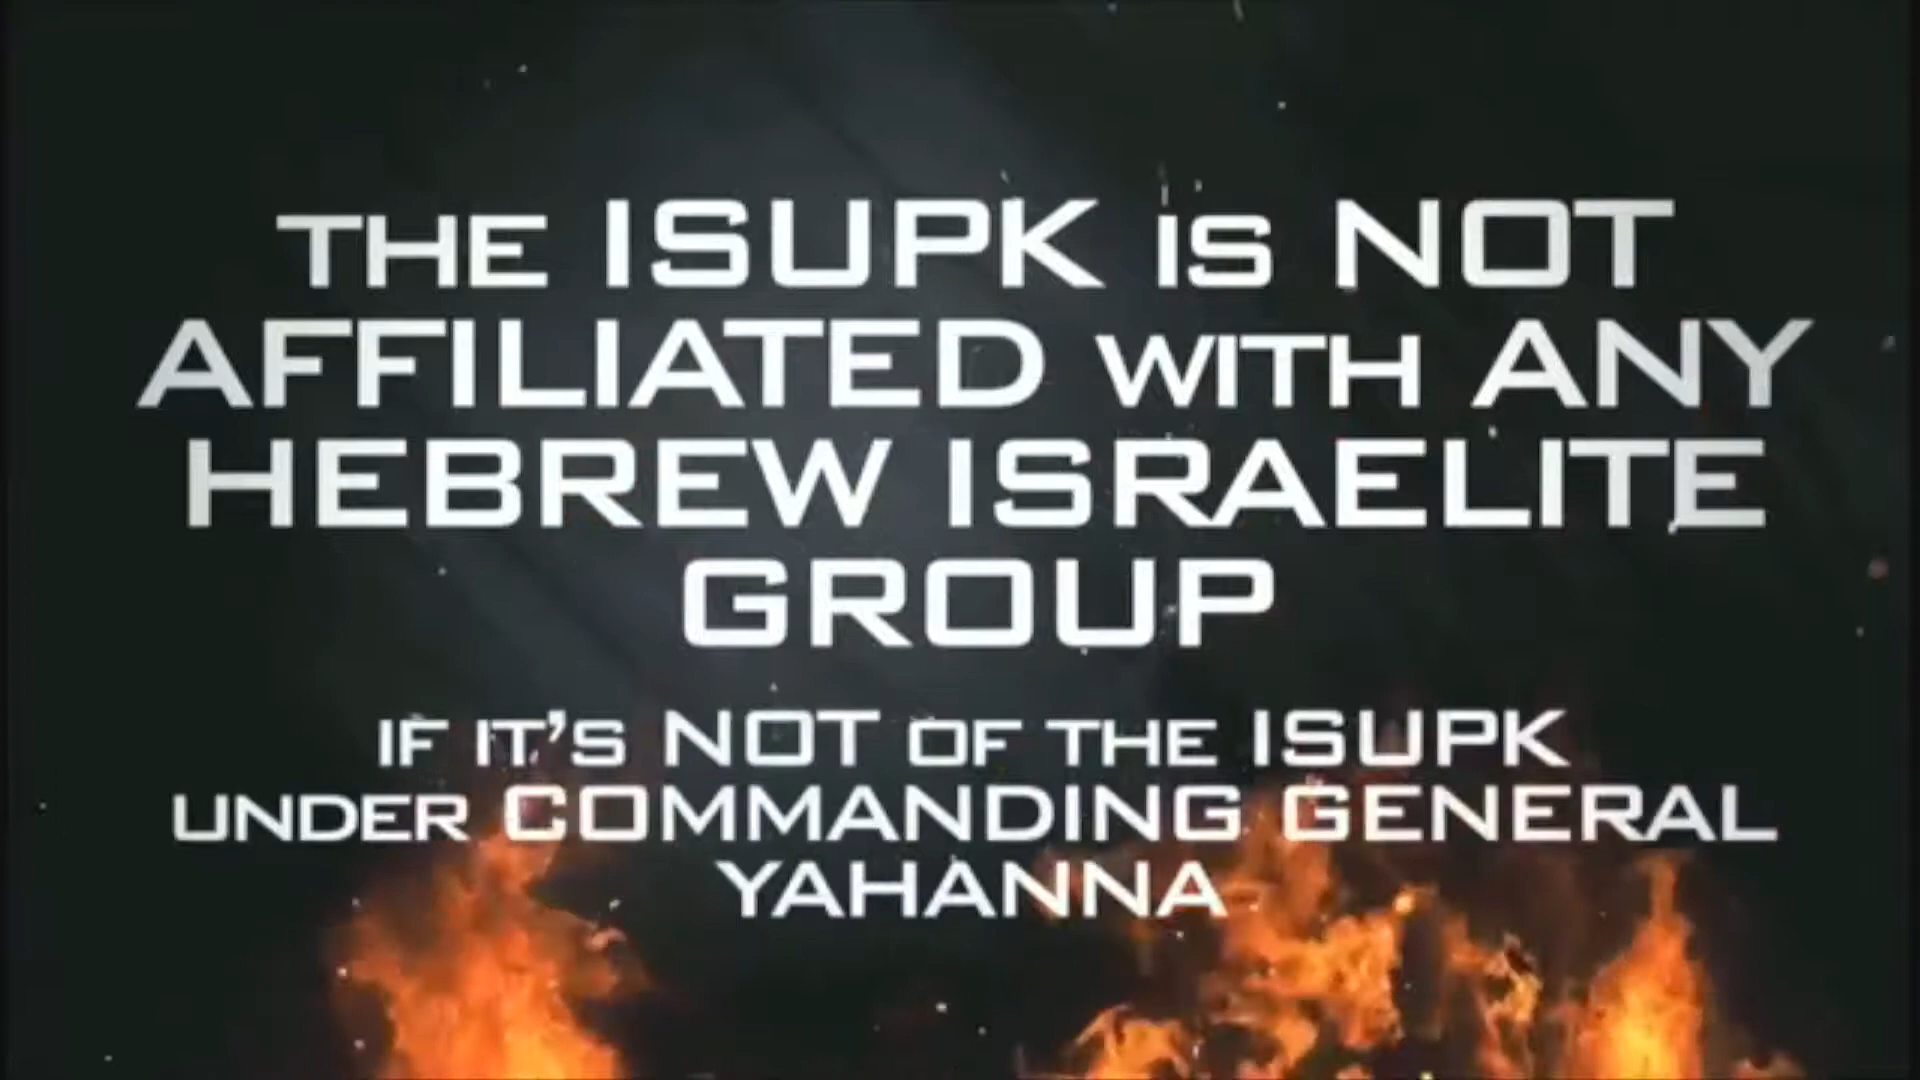 THE ISUPK IS NOT
AFFILIATED WITH ANY
HEBREW ISRAELITE
GROUP
IF IT'S NOT OF THE ISUPK
UNDER COMMANDING GENERAL
YAHANNA